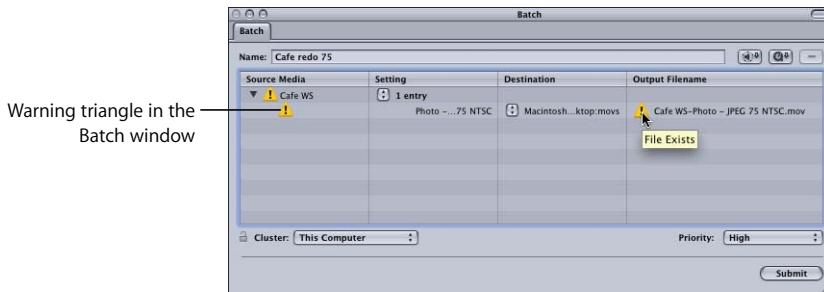 Batch
Batch
Name: Cafe redo 75
Source Media Setting Destination Output Filename
Cafe WS 1 entry
Photo -...75 NTSC Macintosh...ktop:movs Cafe WS-Photo - JPEG 75 NTSC.mov
File Exists
Warning triangle in the
Batch window
Cluster: This Computer Priority: High
Submit